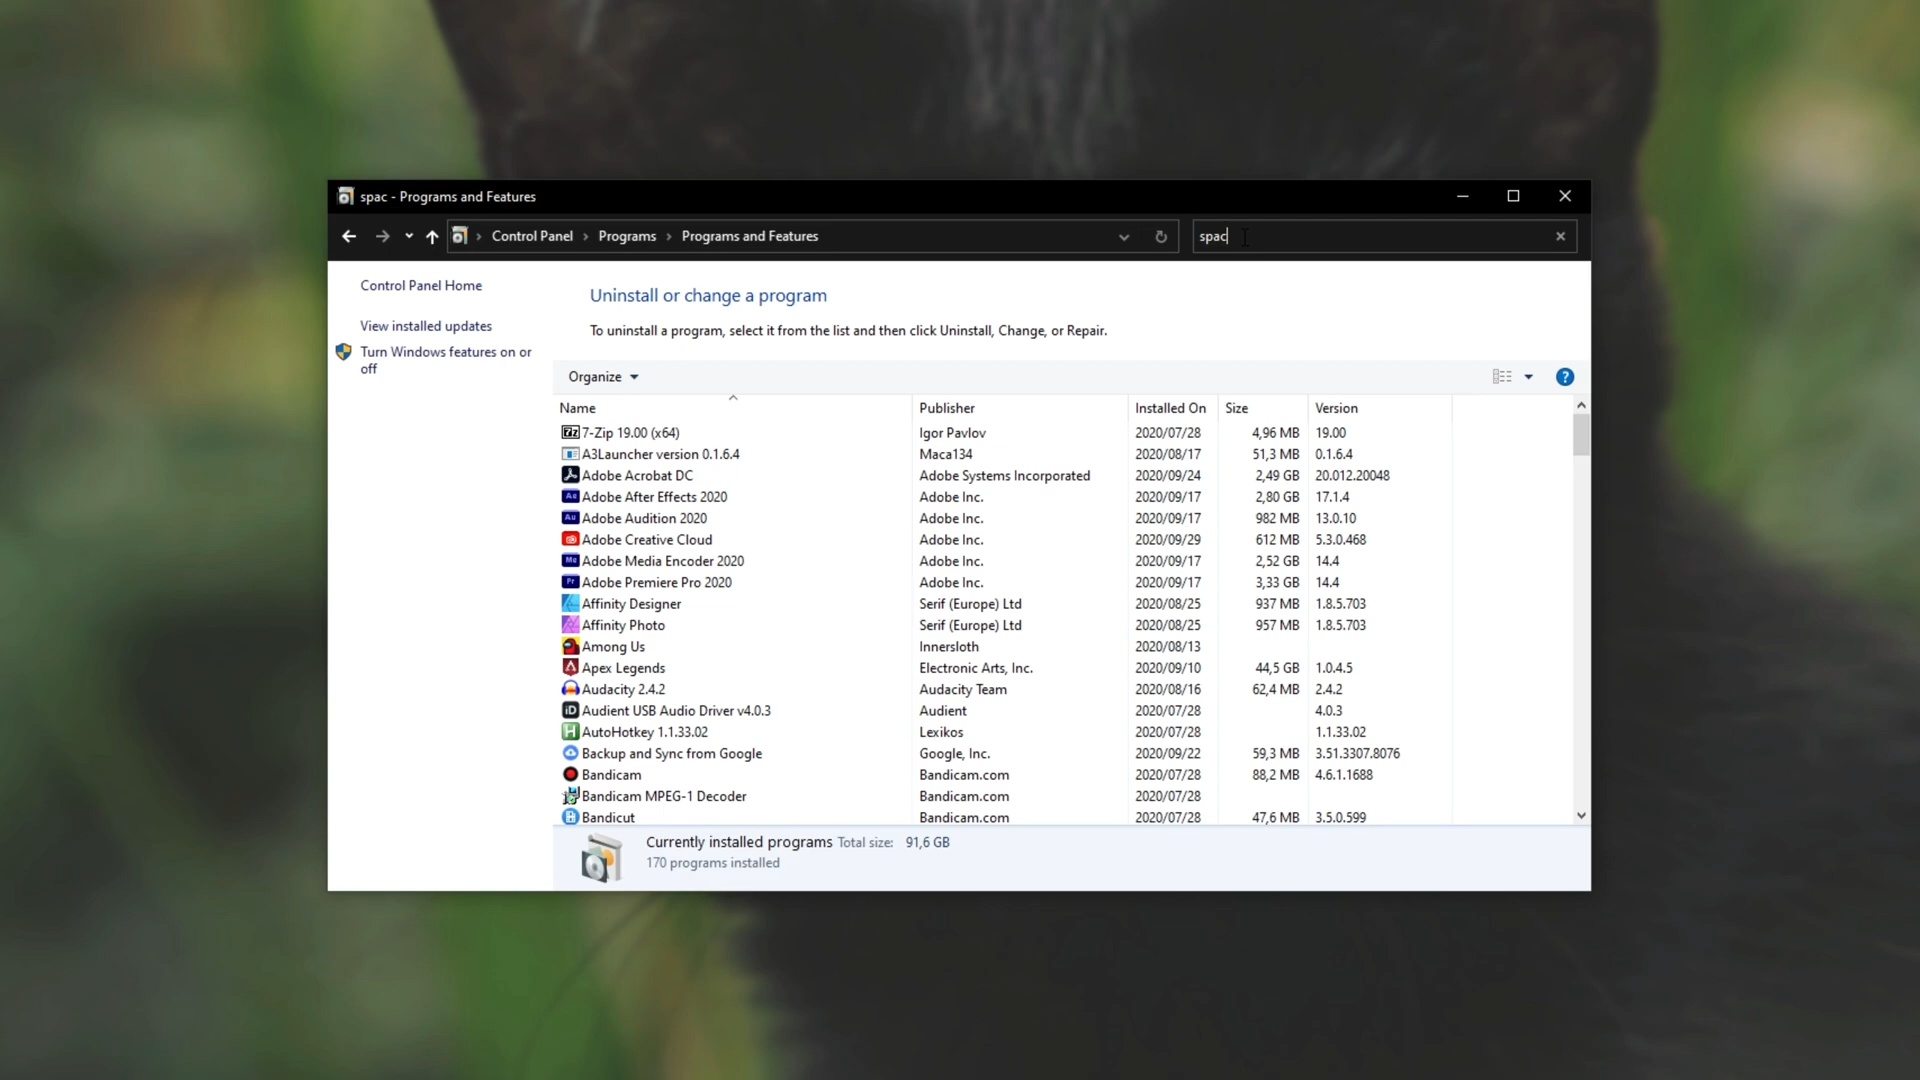 spac - Programs and Features
Control Panel Programs Programs and Features spac
Control Panel Home
View installed updates
Turn Windows features on or
off
Uninstall or change a program
To uninstall a program, select it from the list and then click Uninstall, Change, or Repair.
Organize
Name Publisher Installed On Size Version
7-Zip 19.00 (x64) Igor Pavlov 2020/07/28 4,96 MB 19.00
A3Launcher version 0.1.6.4 Maca134 2020/08/17 51,3 MB 0.1.6.4
Adobe Acrobat DC Adobe Systems Incorporated 2020/09/24 2,49 GB 20.012.20048
Adobe After Effects 2020 Adobe Inc. 2020/09/17 2,80 GB 17.1.4
Adobe Audition 2020 Adobe Inc. 2020/09/17 982 MB 13.0.10
Adobe Creative Cloud Adobe Inc. 2020/09/29 612 MB 5.3.0.468
Adobe Media Encoder 2020 Adobe Inc. 2020/09/17 2,52 GB 14.4
Adobe Premiere Pro 2020 Adobe Inc. 2020/09/17 3,33 GB 14.4
Affinity Designer Serif (Europe) Ltd 2020/08/25 937 MB 1.8.5.703
Affinity Photo Serif (Europe) Ltd 2020/08/25 957 MB 1.8.5.703
Among Us Innersloth 2020/08/13
Apex Legends Electronic Arts, Inc. 2020/09/10 44,5 GB 1.0.4.5
Audacity 2.4.2 Audacity Team 2020/08/16 62,4 MB 2.4.2
Audient USB Audio Driver v4.0.3 Audient 2020/07/28 4.0.3
AutoHotkey 1.1.33.02 Lexikos 2020/07/28 1.1.33.02
Backup and Sync from Google Google, Inc. 2020/09/22 59,3 MB 3.51.3307.8076
Bandicam Bandicam.com 2020/07/28 88,2 MB 4.6.1.1688
Bandicam MPEG-1 Decoder Bandicam.com 2020/07/28
Bandicut Bandicam.com 2020/07/28 47,6 MB 3.5.0.599
Currently installed programs Total size: 91,6 GB
170 programs installed